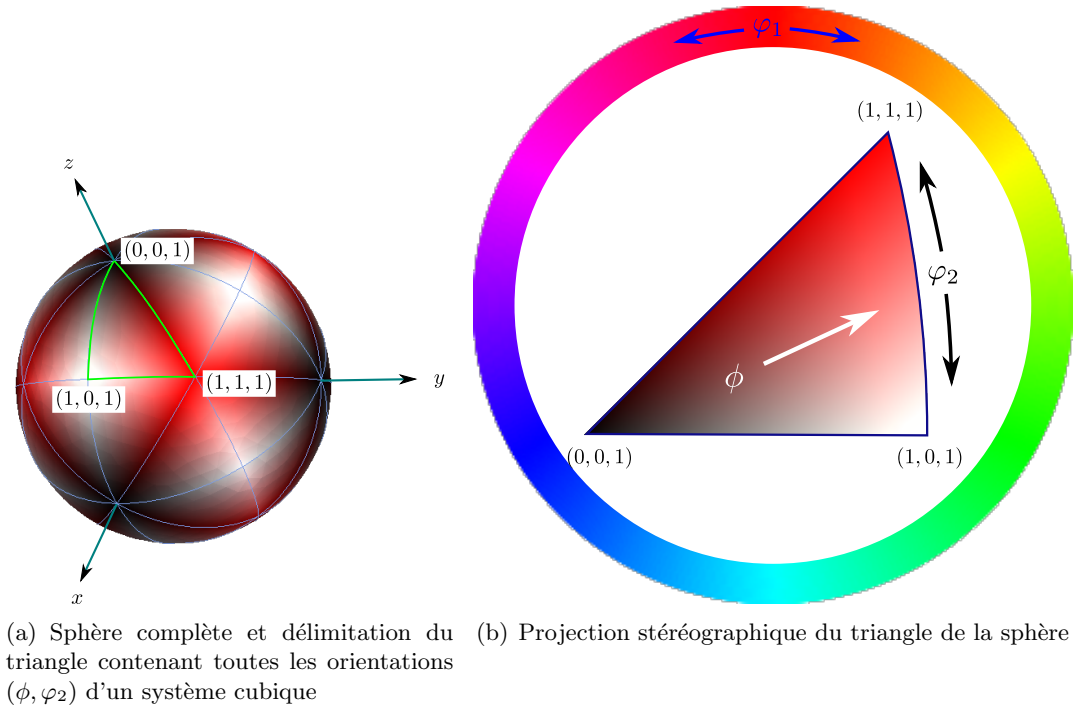 z
(0, 0, 1)
(1, 0, 1)
(1, 1, 1)
y
x
φ₁
(1, 1, 1)
φ₂
ϕ
(0, 0, 1)
(1, 0, 1)
(a) Sphère complète et délimitation du
triangle contenant toutes les orientations
(ϕ, φ₂) d'un système cubique
(b) Projection stéréographique du triangle de la sphère